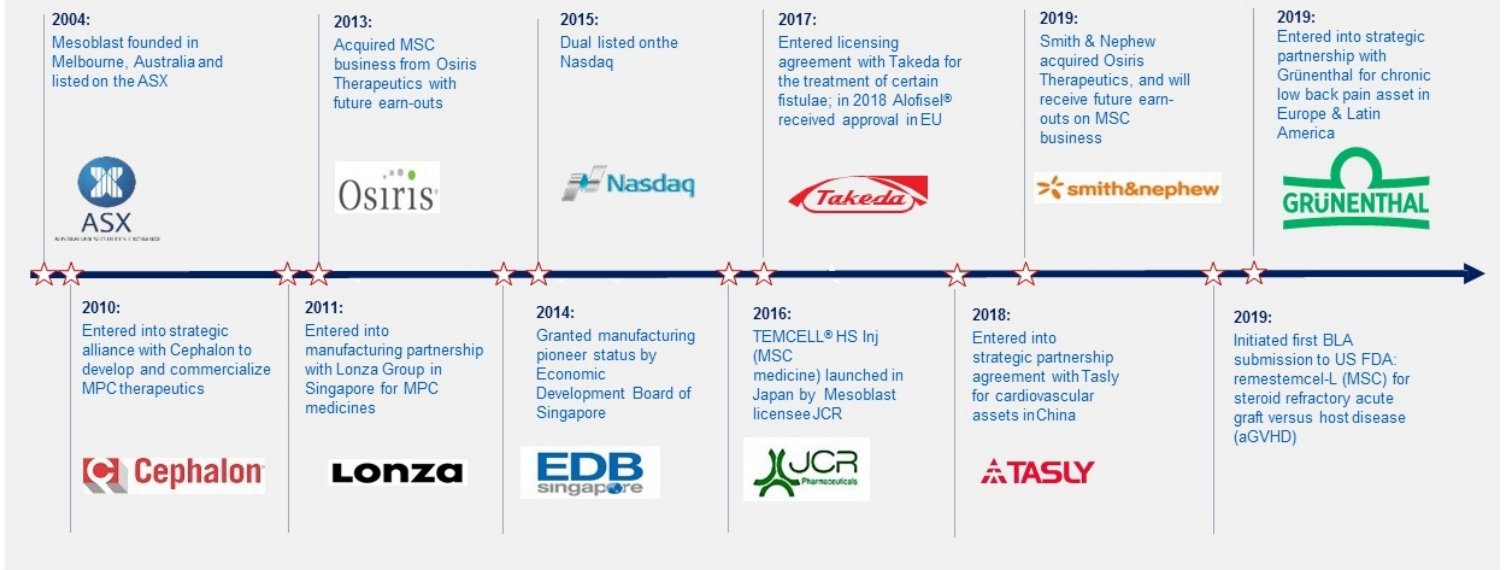 2004:
Mesoblast founded in
Melbourne, Australia and
listed on the ASX
ASX
2013:
Acquired MSC
business from Osiris
Therapeutics with
future earn-outs
Osiris
2015:
Dual listed onthe
Nasdaq
Nasdaq
2017:
Entered licensing
agreement with Takeda for
the treatment of certain
fistulae; in 2018 Alofisel®
received approval in EU
Takeda
2019:
Smith & Nephew
acquired Osiris
Therapeutics, and will
receive future earn-
outs on MSC
business
smith&nephew
2019:
Entered into strategic
partnership with
Grünenthal for chronic
low back pain asset in
Europe & Latin
America
GRÜNENTHAL
2010:
Entered into strategic
alliance with Cephalon to
develop and commercialize
MPC therapeutics
Cephalon
2011:
Entered into
manufacturing partnership
with Lonza Group in
Singapore for MPC
medicines
Lonza
2014:
Granted manufacturing
pioneer status by
Economic
Development Board of
Singapore
EDB
singapore
2016:
TEMCELL® HS Inj
(MSC
medicine) launched in
Japan by Mesoblast
licensee JCR
JCR
Pharmaceuticals
2018:
Entered into
strategic partnership
agreement with Tasly
for cardiovascular
assets in China
TASLY
2019:
Initiated first BLA
submission to US FDA:
remestemcel-L (MSC) for
steroid refractory acute
graft versus host disease
(aGVHD)